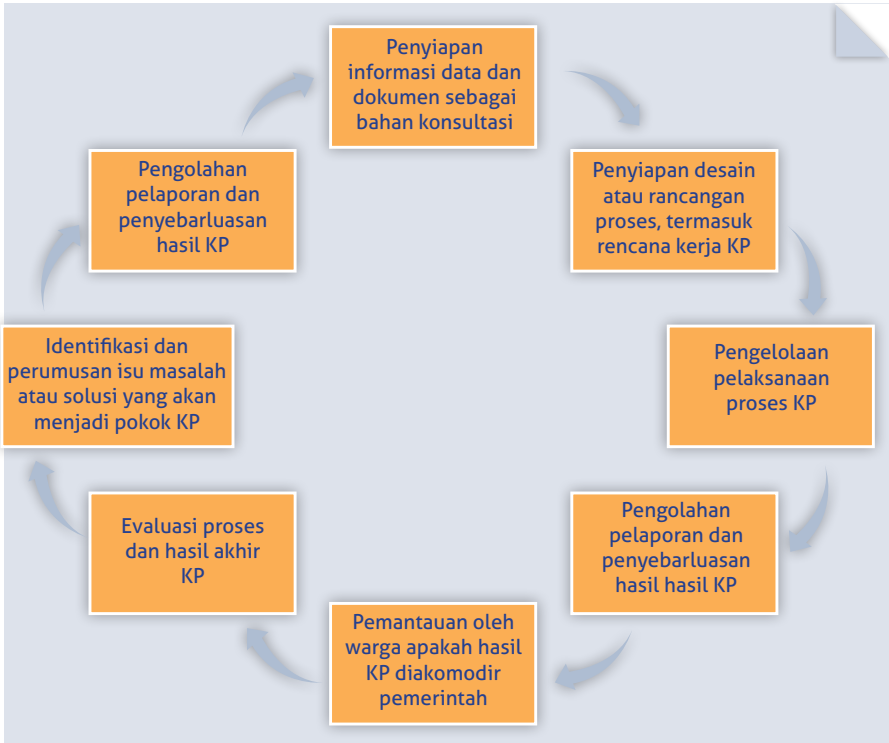 Penyiapan
informasi data dan
dokumen sebagai
bahan konsultasi
Penyiapan desain
atau rancangan
proses, termasuk
rencana kerja KP
Pengelolaan
pelaksanaan
proses KP
Pengolahan
pelaporan dan
penyebarluasan
hasil hasil KP
Pemantauan oleh
warga apakah hasil
KP diakomodir
pemerintah
Evaluasi proses
dan hasil akhir
KP
Identifikasi dan
perumusan isu masalah
atau solusi yang akan
menjadi pokok KP
Pengolahan
pelaporan dan
penyebarluasan
hasil KP